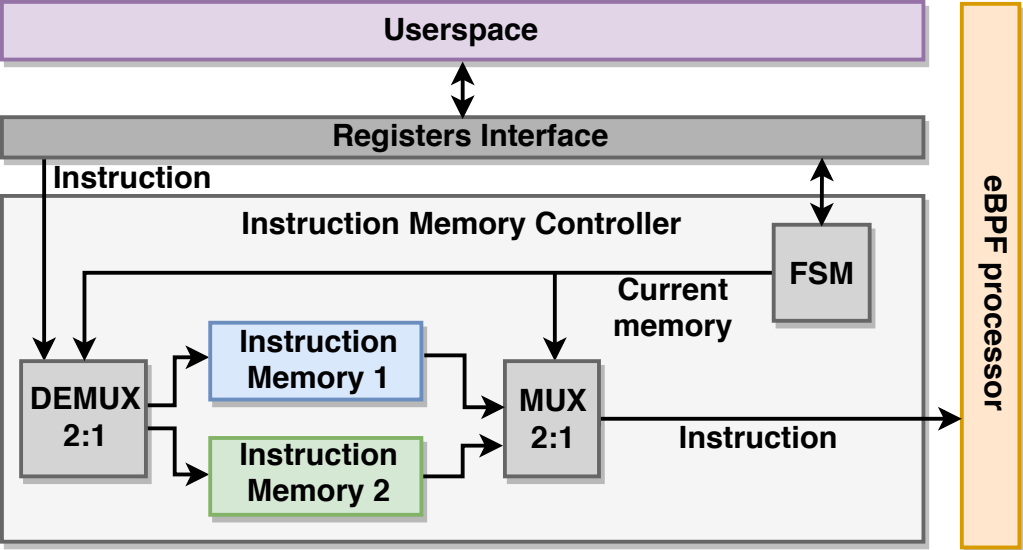 Userspace
Registers Interface
Instruction
Instruction Memory Controller
FSM
Current
memory
Instruction
Memory 1
DEMUX
2:1
MUX
2:1
Instruction
Instruction
Memory 2
eBPF processor